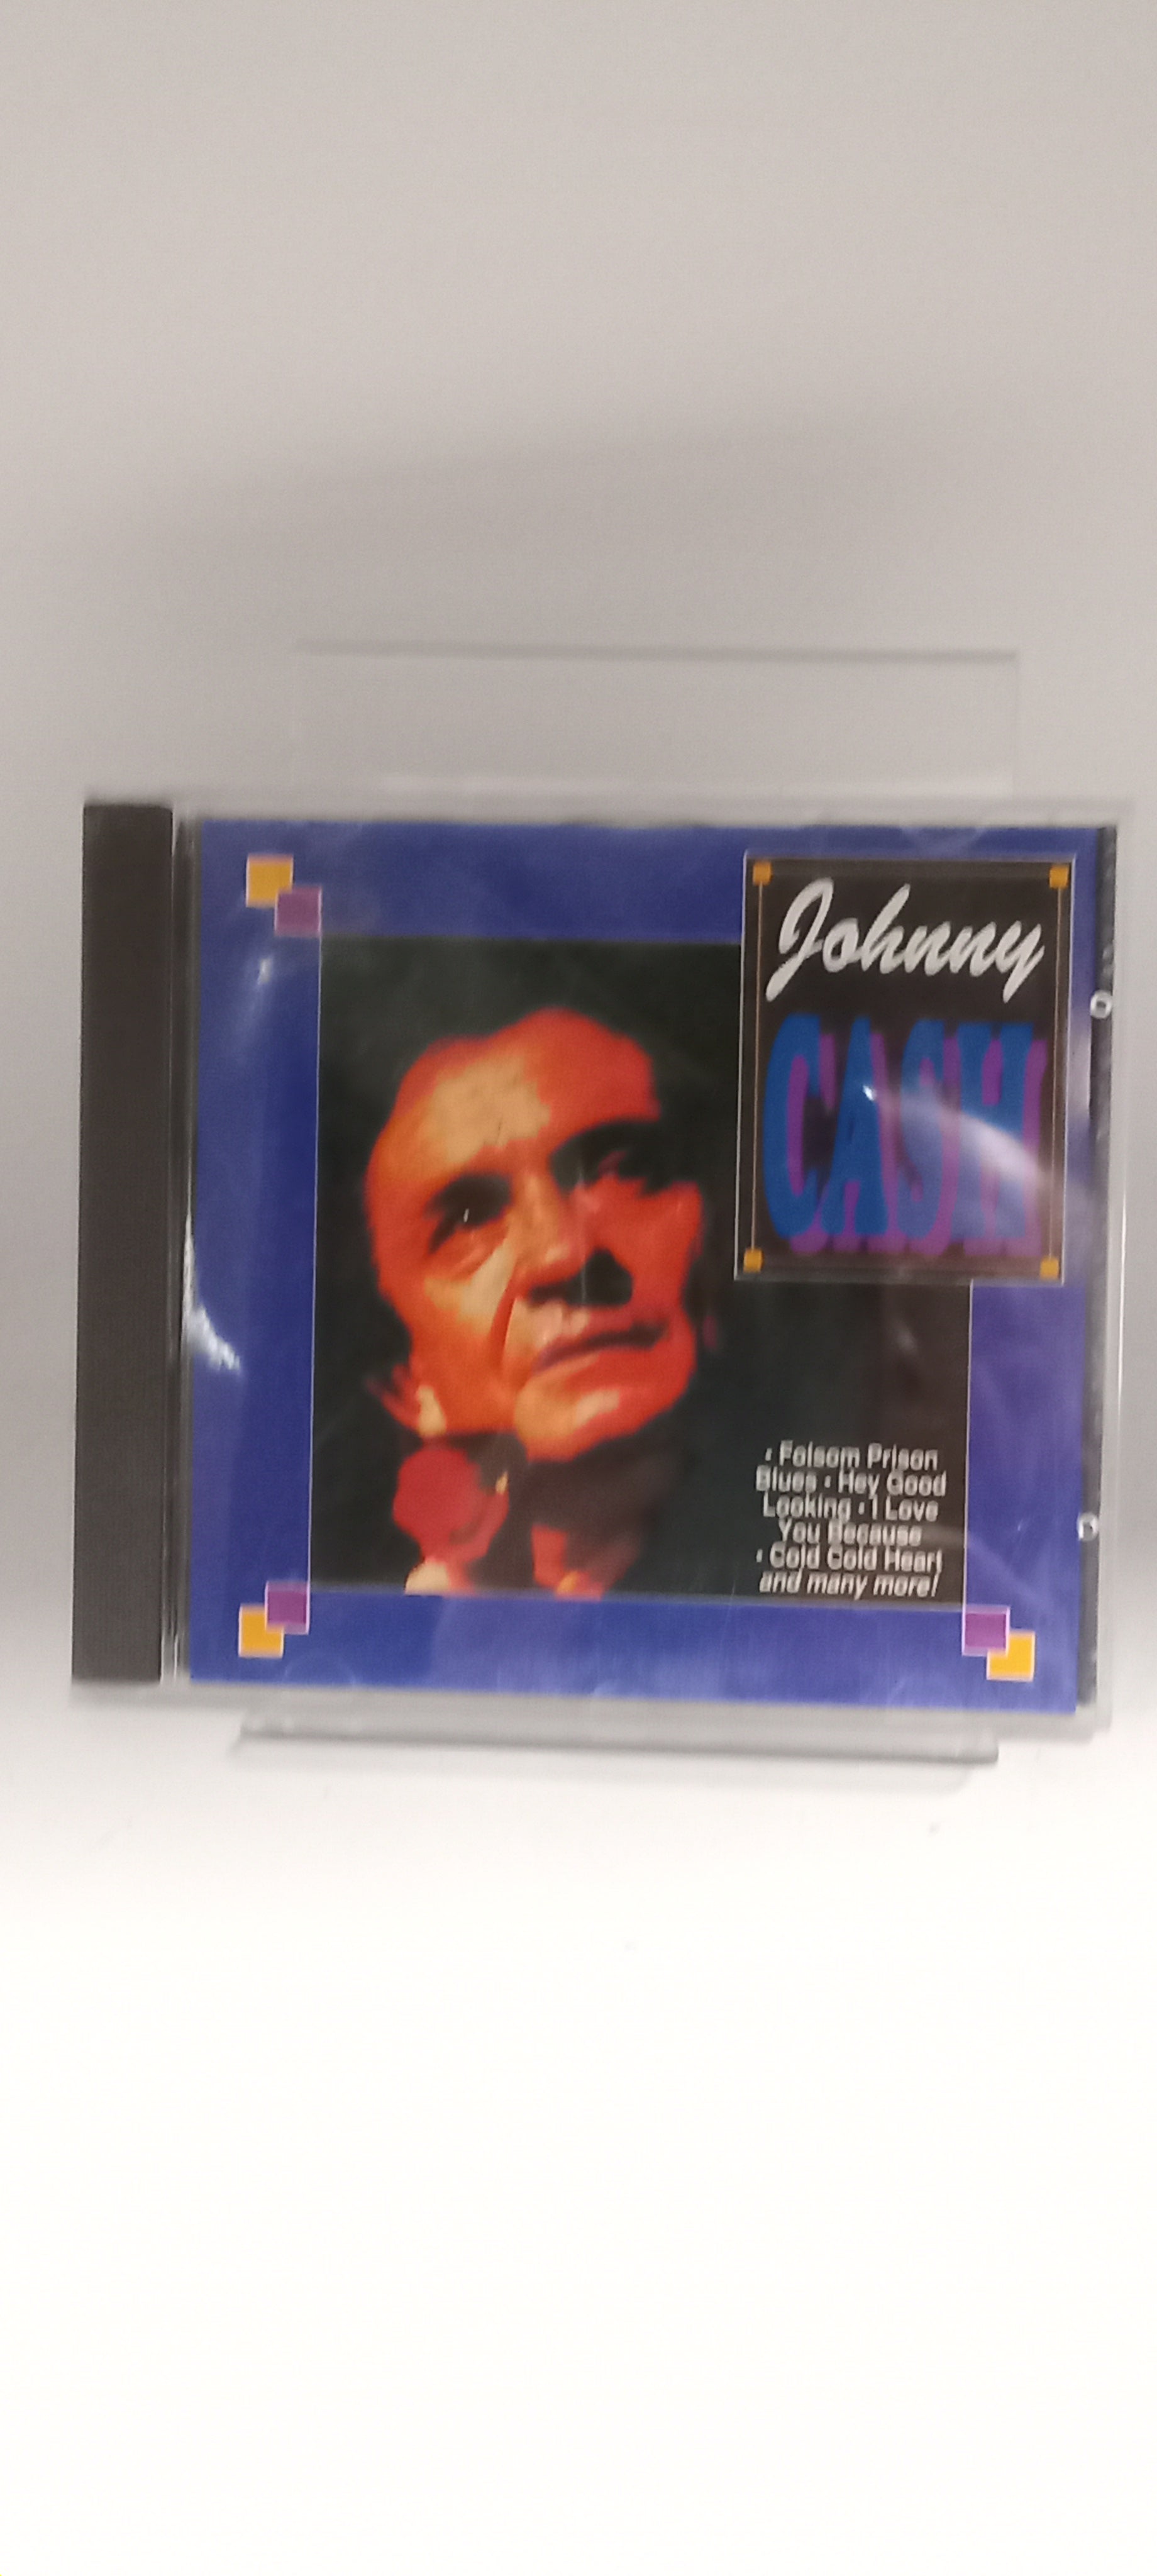 Johnny
CASH
• Folsom Prison
Blues • Hey Good
Looking • I Love
You Because
• Cold Cold Heart
and many more!